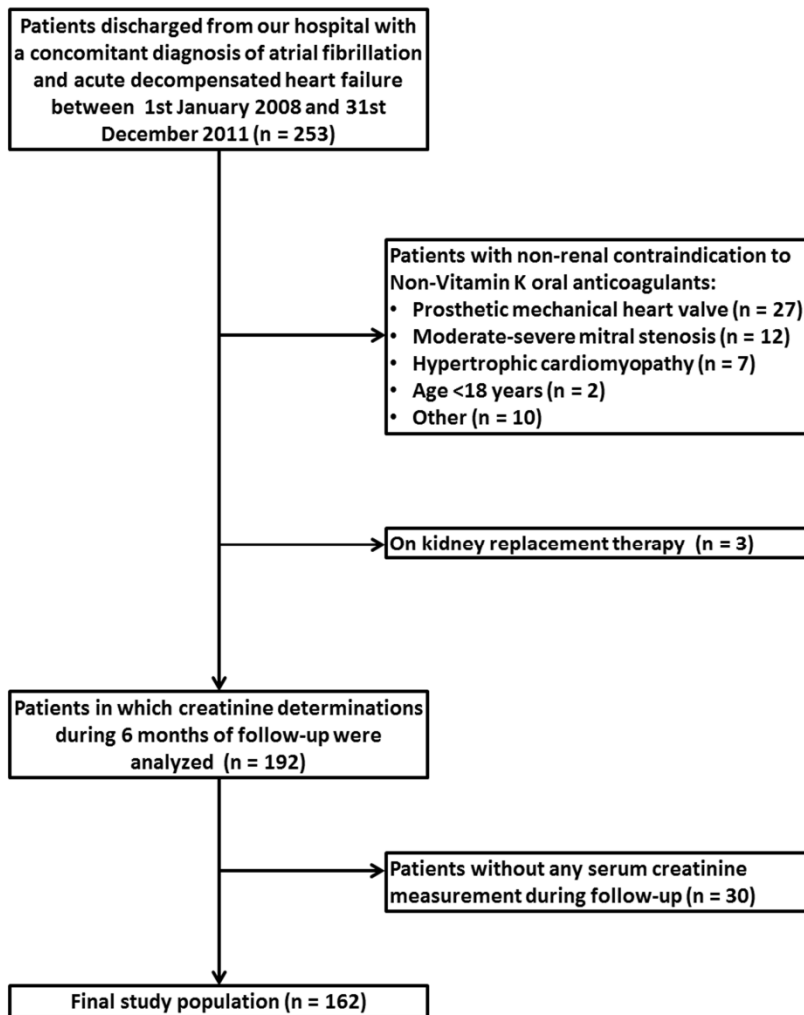 Patients discharged from our hospital with
a concomitant diagnosis of atrial fibrillation
and acute decompensated heart failure
between 1st January 2008 and 31st
December 2011 (n = 253)
Patients with non-renal contraindication to
Non-Vitamin K oral anticoagulants:
• Prosthetic mechanical heart valve (n = 27)
• Moderate-severe mitral stenosis (n = 12)
• Hypertrophic cardiomyopathy (n = 7)
• Age <18 years (n = 2)
• Other (n = 10)
On kidney replacement therapy (n = 3)
Patients in which creatinine determinations
during 6 months of follow-up were
analyzed (n = 192)
Patients without any serum creatinine
measurement during follow-up (n = 30)
Final study population (n = 162)